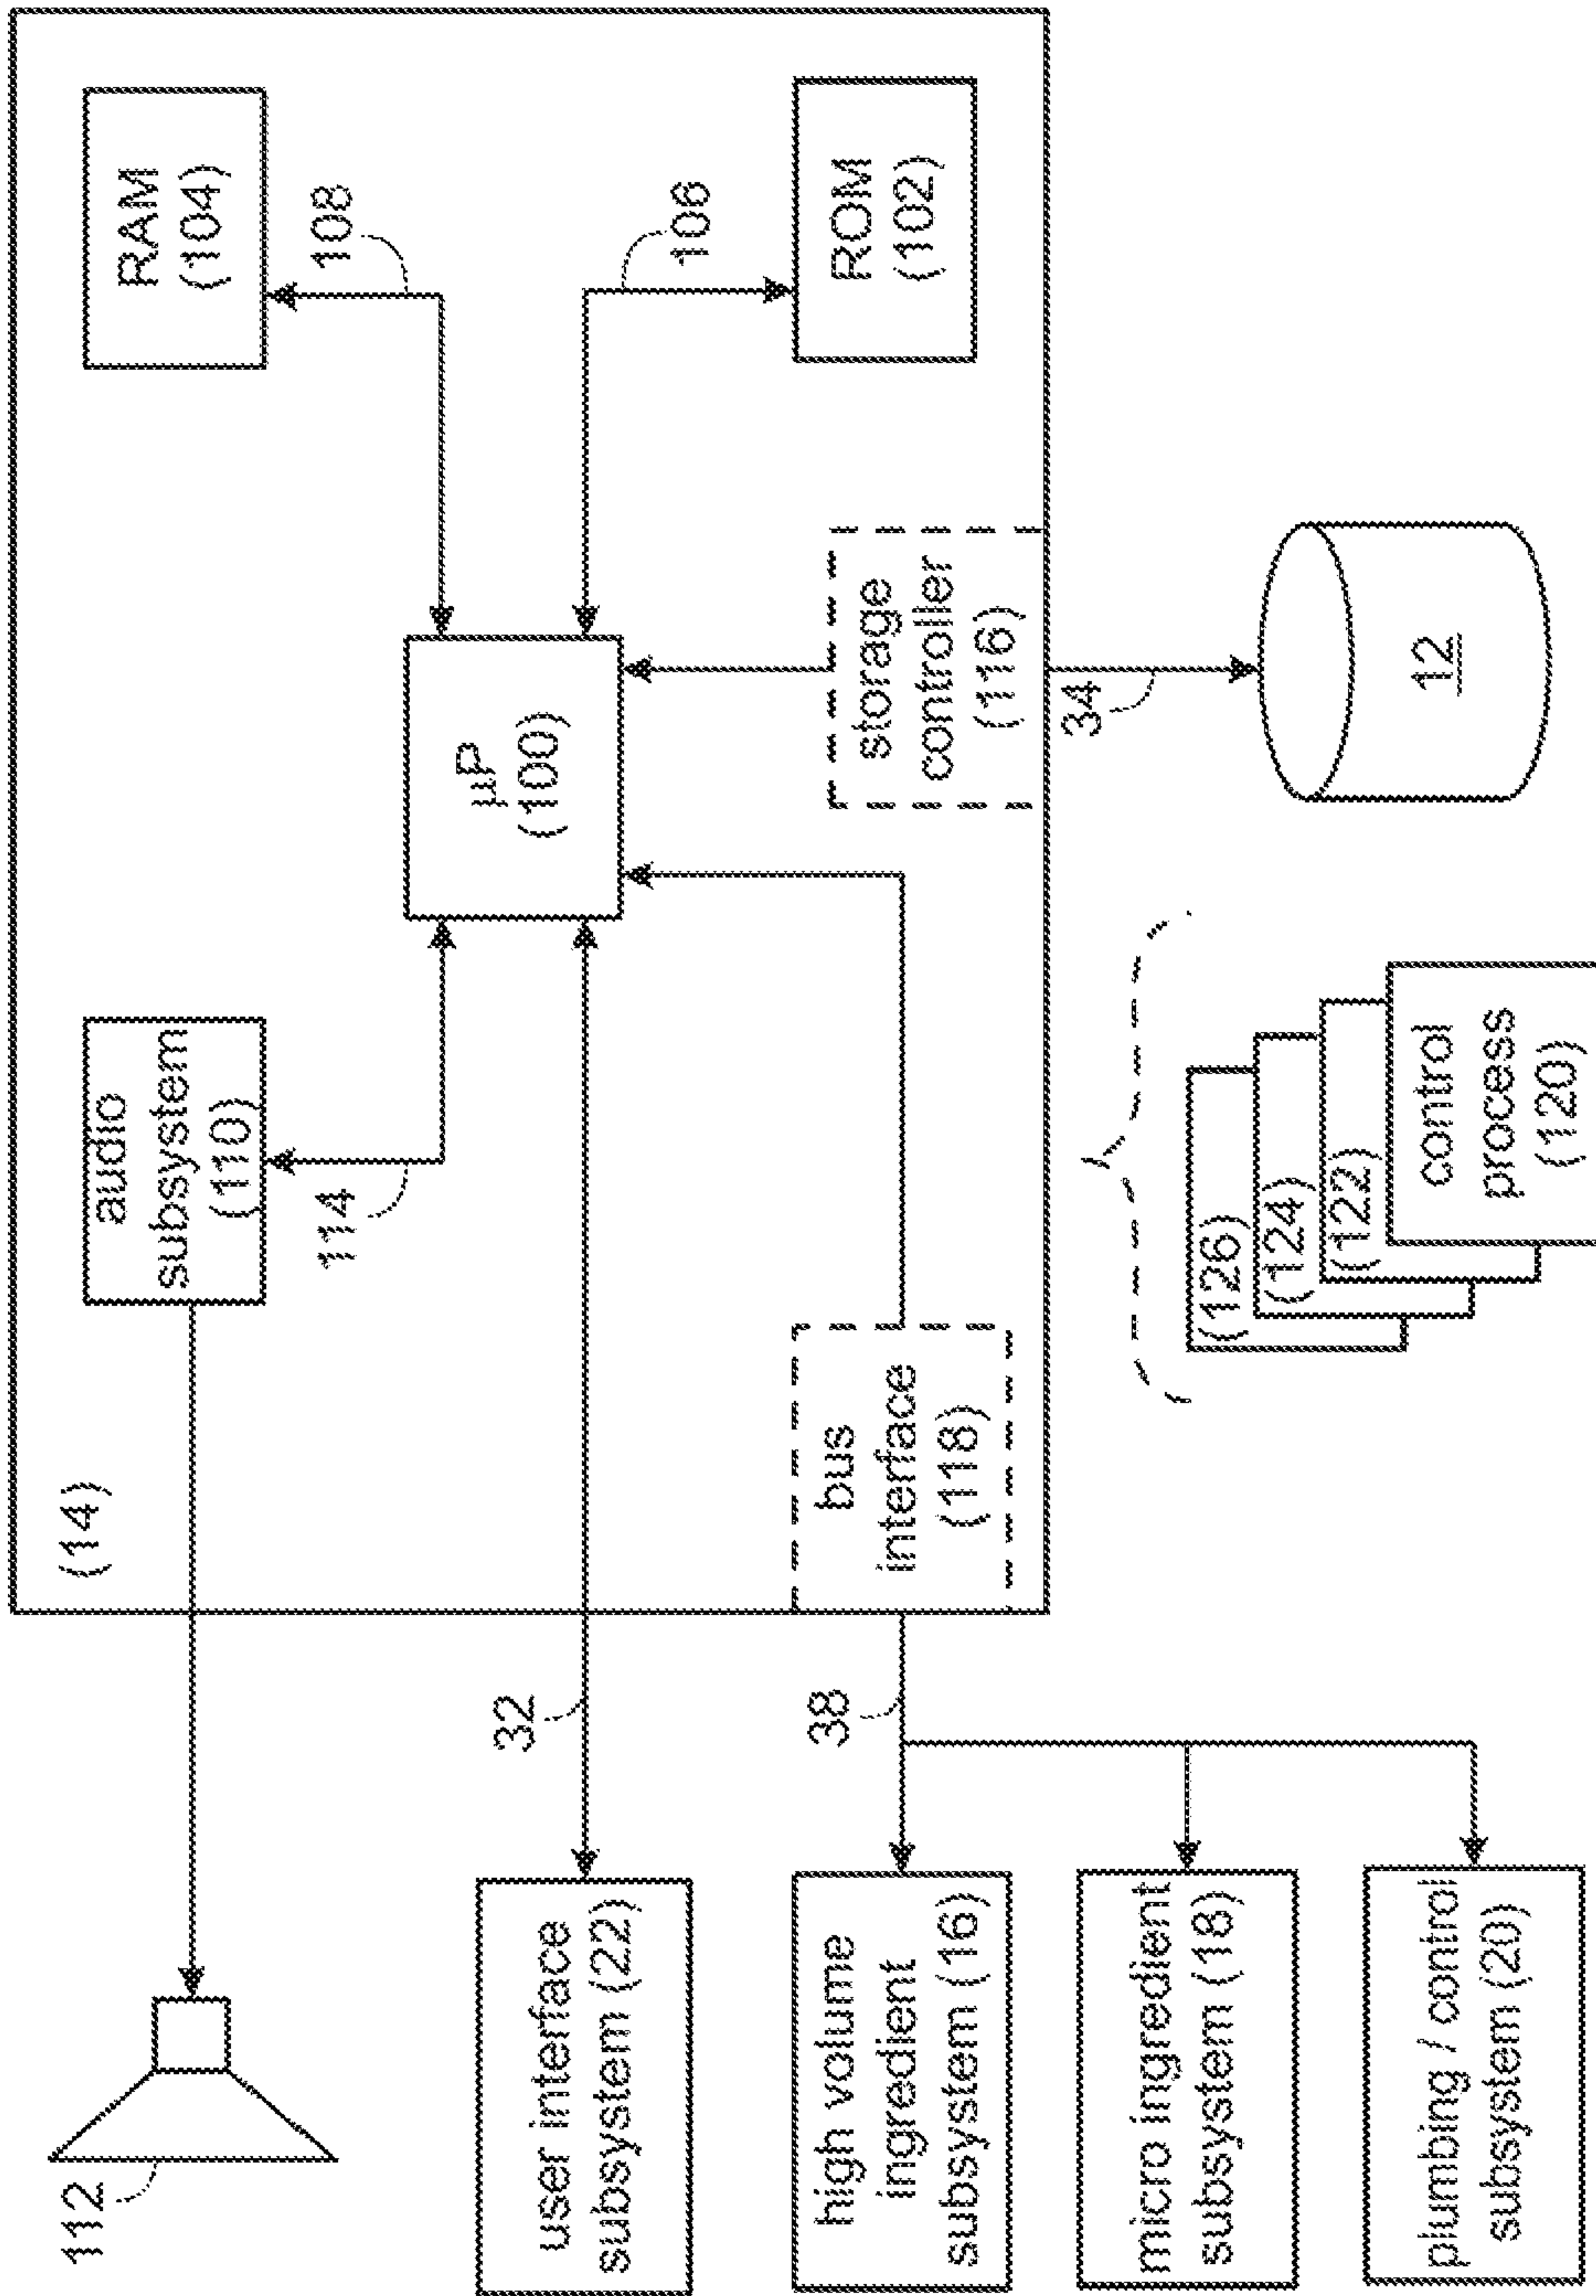 112
(14)
audio
subsystem
(110)
114
RAM
(104)
108
µP
(100)
106
ROM
(102)
32
user interface
subsystem (22)
38
high volume
ingredient
subsystem (16)
bus
interface
(118)
storage
controller
(116)
34
micro ingredient
subsystem (18)
plumbing / control
subsystem (20)
(126)
(124)
(122)
control
process
(120)
12